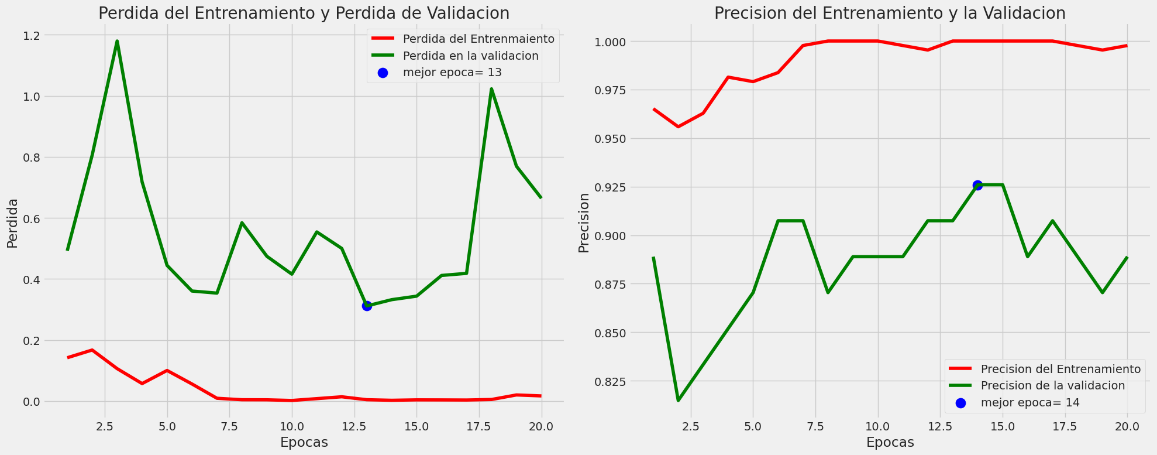 Perdida del Entrenamiento y Perdida de Validacion
Perdida
1.2
1.0
0.8
0.6
0.4
0.2
0.0
Perdida del Entrenmaiento
Perdida en la validacion
mejor epoca= 13
2.5 5.0 7.5 10.0 12.5 15.0 17.5 20.0
Epocas
Precision del Entrenamiento y la Validacion
Precision
1.000
0.975
0.950
0.925
0.900
0.875
0.850
0.825
Precision del Entrenamiento
Precision de la validacion
mejor epoca= 14
2.5 5.0 7.5 10.0 12.5 15.0 17.5 20.0
Epocas